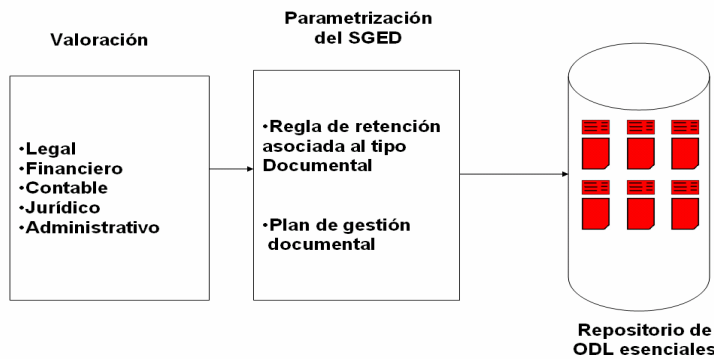 Valoración
•Legal
•Financiero
•Contable
•Jurídico
•Administrativo
Parametrización
del SGED
•Regla de retención
asociada al tipo
Documental
•Plan de gestión
documental
Repositorio de
ODL esenciales